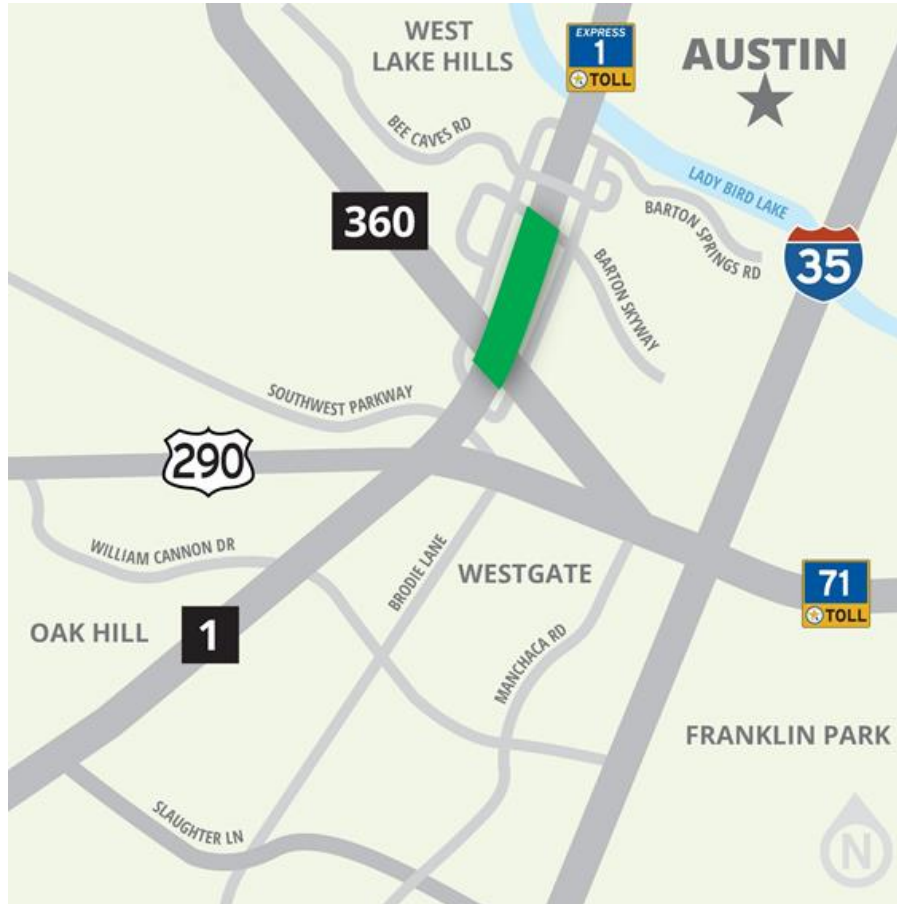 WEST
LAKE HILLS
EXPRESS
1
TOLL
AUSTIN
BEE CAVES RD
LADY BIRD LAKE
360
BARTON SPRINGS RD
35
BARTON SKYWAY
SOUTHWEST PARKWAY
290
WILLIAM CANNON DR
BRODIE LANE
WESTGATE
71
TOLL
OAK HILL
1
MANCHACA RD
FRANKLIN PARK
SLAUGHTER LN
N